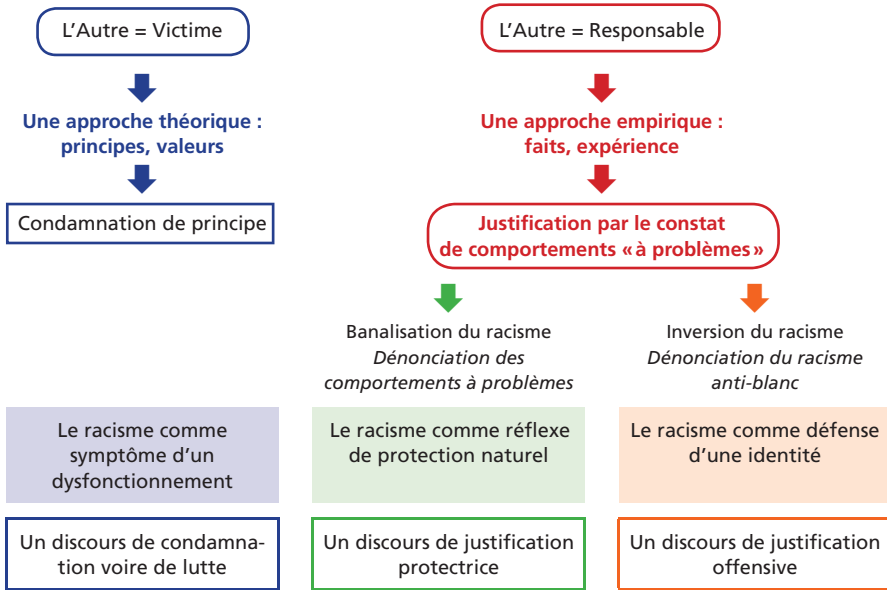 L'Autre = Victime
L'Autre = Responsable
Une approche théorique :
principes, valeurs
Une approche empirique :
faits, expérience
Condamnation de principe
Justification par le constat
de comportements « à problèmes »
Banalisation du racisme
Dénonciation des
comportements à problèmes
Inversion du racisme
Dénonciation du racisme
anti-blanc
Le racisme comme
symptôme d'un
dysfonctionnement
Le racisme comme réflexe
de protection naturel
Le racisme comme défense
d'une identité
Un discours de condamna-
tion voire de lutte
Un discours de justification
protectrice
Un discours de justification
offensive